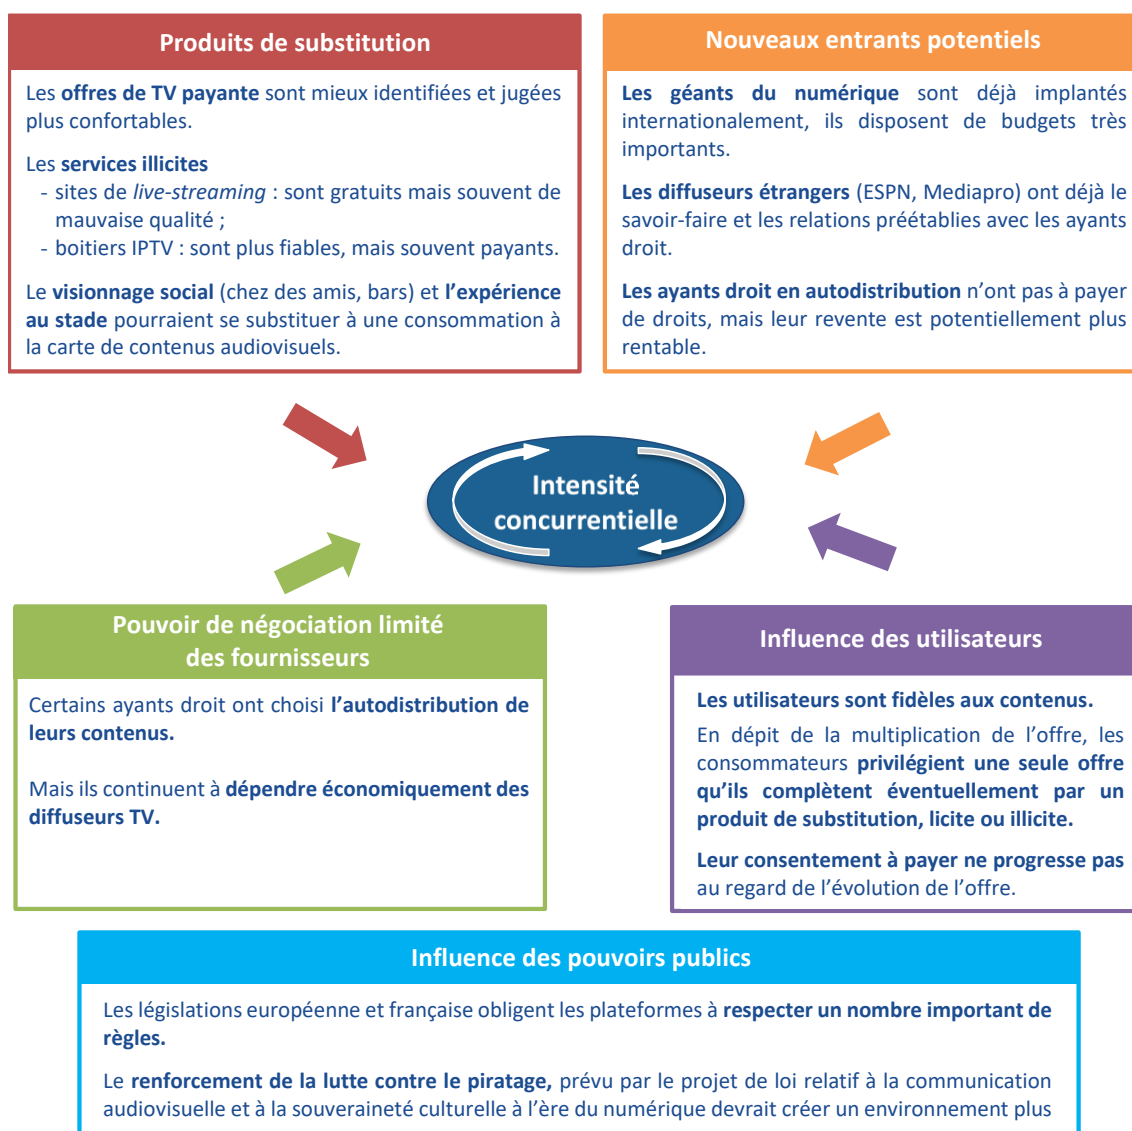 Produits de substitution
Les offres de TV payante sont mieux identifiées et jugées
plus confortables.
Les services illicites
- sites de live-streaming : sont gratuits mais souvent de
mauvaise qualité ;
- boitiers IPTV : sont plus fiables, mais souvent payants.
Le visionnage social (chez des amis, bars) et l’expérience
au stade pourraient se substituer à une consommation à
la carte de contenus audiovisuels.
Nouveaux entrants potentiels
Les géants du numérique sont déjà implantés
internationalement, ils disposent de budgets très
importants.
Les diffuseurs étrangers (ESPN, Mediapro) ont déjà le
savoir-faire et les relations préétablies avec les ayants
droit.
Les ayants droit en autodistribution n’ont pas à payer
de droits, mais leur revente est potentiellement plus
rentable.
Intensité
concurrentielle
Pouvoir de négociation limité
des fournisseurs
Certains ayants droit ont choisi l’autodistribution de
leurs contenus.
Mais ils continuent à dépendre économiquement des
diffuseurs TV.
Influence des utilisateurs
Les utilisateurs sont fidèles aux contenus.
En dépit de la multiplication de l’offre, les
consommateurs privilégient une seule offre
qu’ils complètent éventuellement par un
produit de substitution, licite ou illicite.
Leur consentement à payer ne progresse pas
au regard de l’évolution de l’offre.
Influence des pouvoirs publics
Les législations européenne et française obligent les plateformes à respecter un nombre important de
règles.
Le renforcement de la lutte contre le piratage, prévu par le projet de loi relatif à la communication
audiovisuelle et à la souveraineté culturelle à l’ère du numérique devrait créer un environnement plus